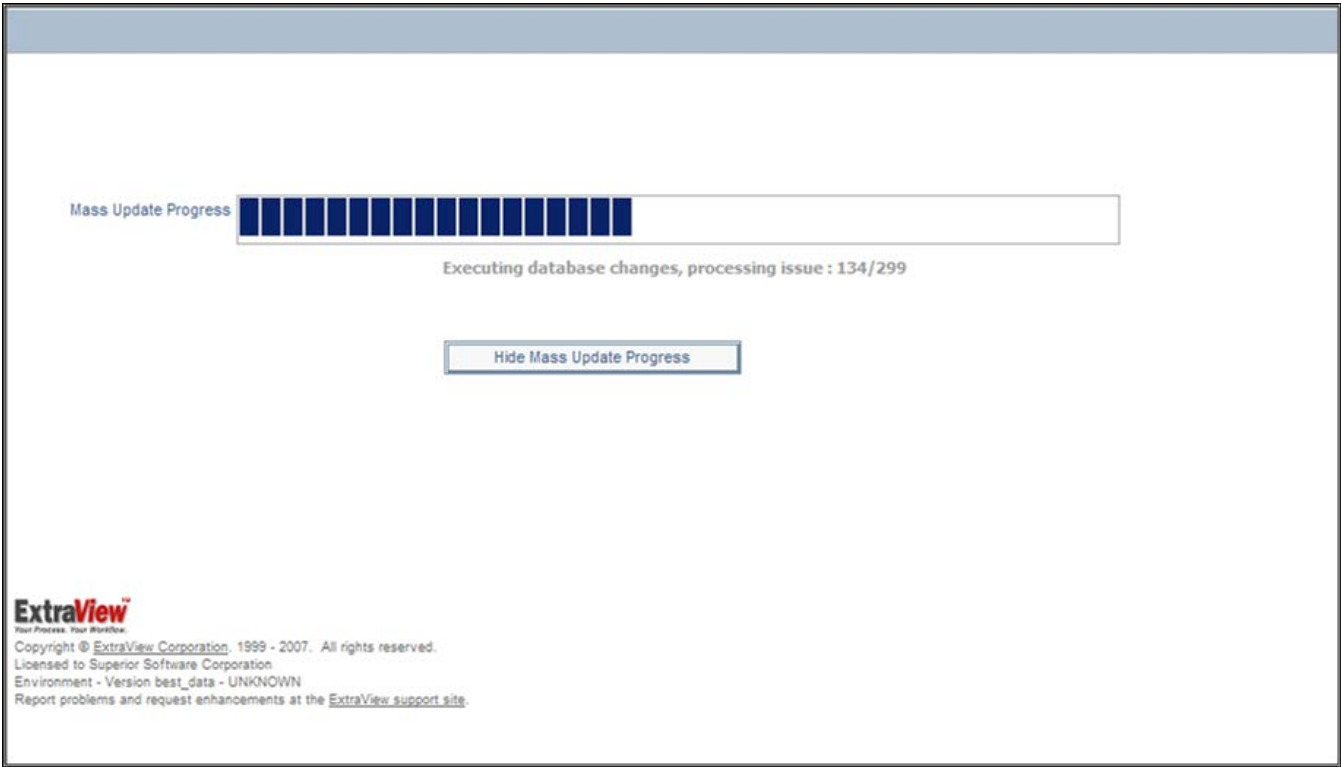 Mass Update Progress
Executing database changes, processing issue : 134/299
Hide Mass Update Progress
ExtraView™
Your Process. Your Workflow.
Copyright © ExtraView Corporation. 1999 - 2007. All rights reserved.
Licensed to Superior Software Corporation
Environment - Version best_data - UNKNOWN
Report problems and request enhancements at the ExtraView support site.